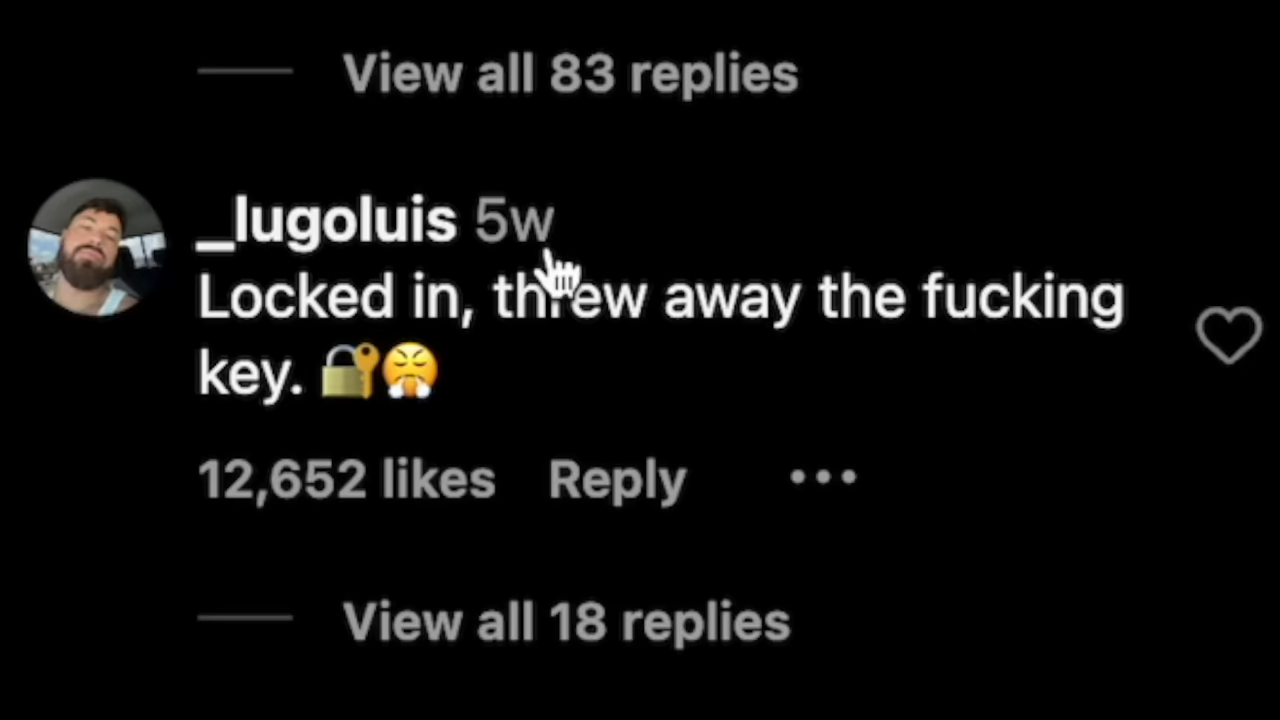 View all 83 replies
_lugoluis 5w
Locked in, threw away the fucking
key. 🔐😤
12,652 likes Reply •••
View all 18 replies